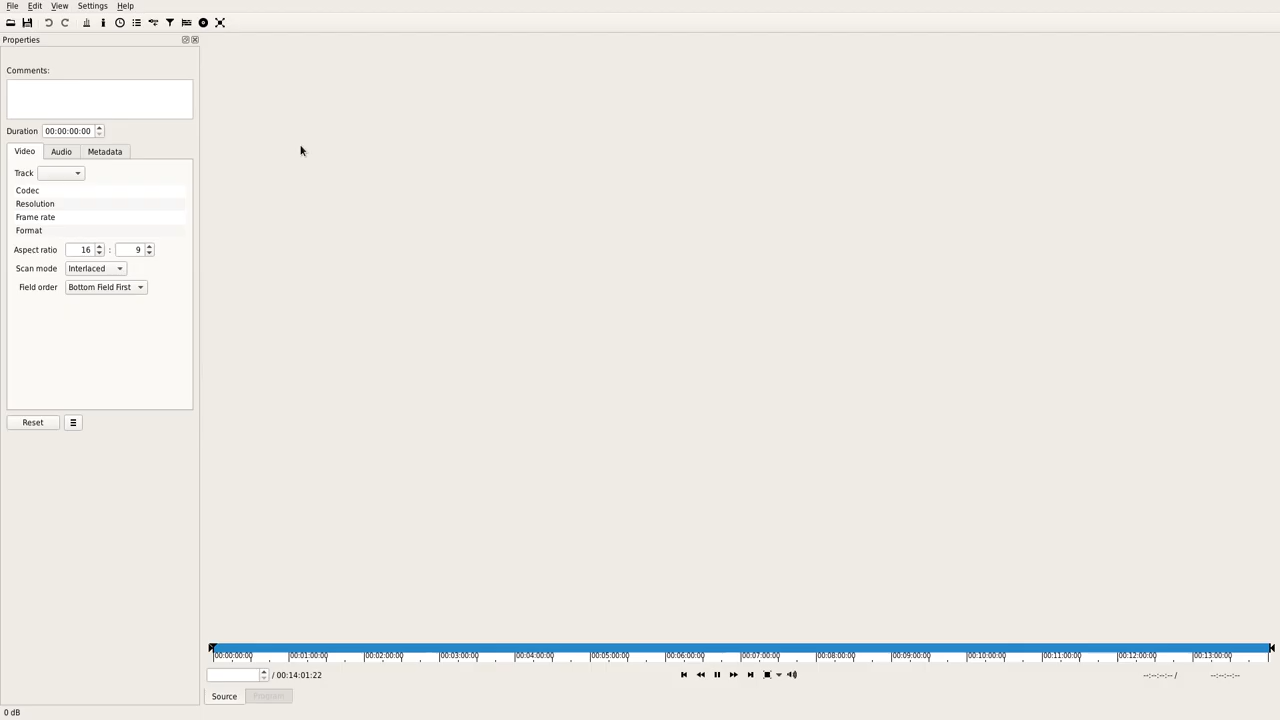 File Edit View Settings Help
Properties
Comments:
Duration 00:00:00:00
Video Audio Metadata
Track
Codec
Resolution
Frame rate
Format
Aspect ratio 16 : 9
Scan mode Interlaced
Field order Bottom Field First
Reset
00:00:00:00 00:01:00:00 00:02:00:00 00:03:00:00 00:04:00:00 00:05:00:00 00:06:00:00 00:07:00:00 00:08:00:00 00:09:00:00 00:10:00:00 00:11:00:00 00:12:00:00 00:13:00:00
/ 00:14:01:22 --:--:--:-- / --:--:--:--
Source Program
0 dB